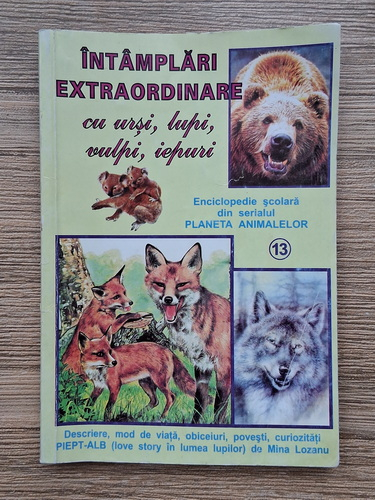 ÎNTÂMPLĂRI
EXTRAORDINARE
cu urși, lupi,
vulpi, iepuri
Enciclopedie şcolară
din serialul
PLANETA ANIMALELOR
13
Descriere, mod de viaţă, obiceiuri, poveşti, curiozităţi
PIEPT-ALB (love story în lumea lupilor) de Mina Lozanu